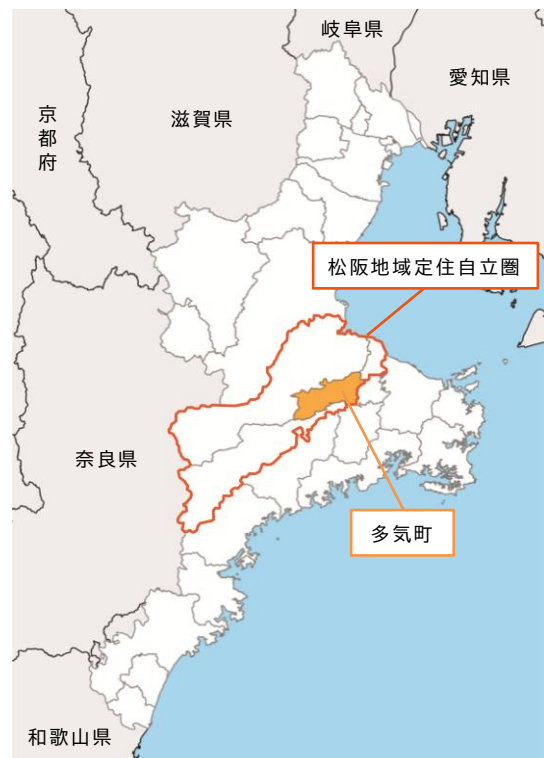 岐阜県
愛知県
滋賀県
京都府
松阪地域定住自立圏
奈良県
多気町
和歌山県